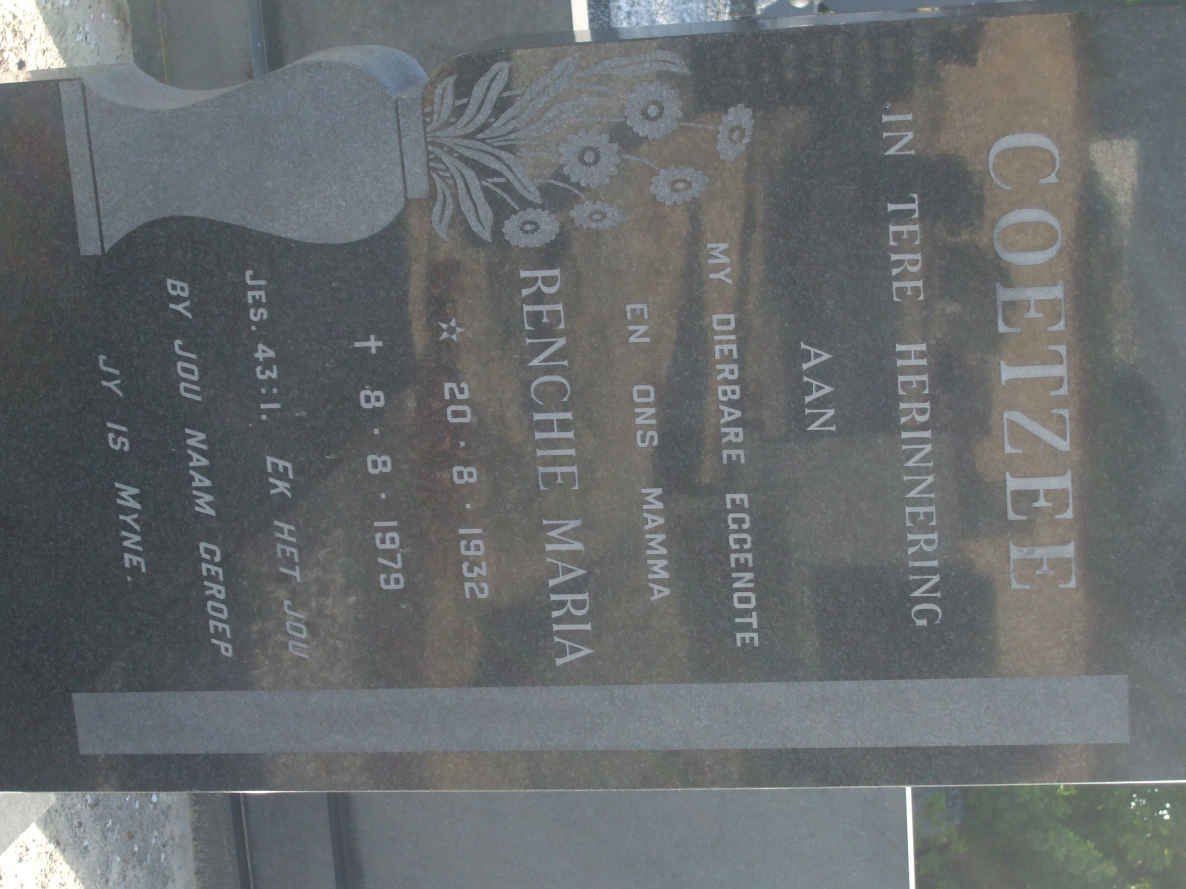 COETZEE
IN TERE HERINNERING
AAN
MY DIERBARE EGGENOTE
EN ONS MAMMA
RENCHIE MARIA
☆ 20.8.1932
† 8.8.1979
JES. 43:1. EK HET JOU
BY JOU NAAM GEROEP
JY IS MYNE.